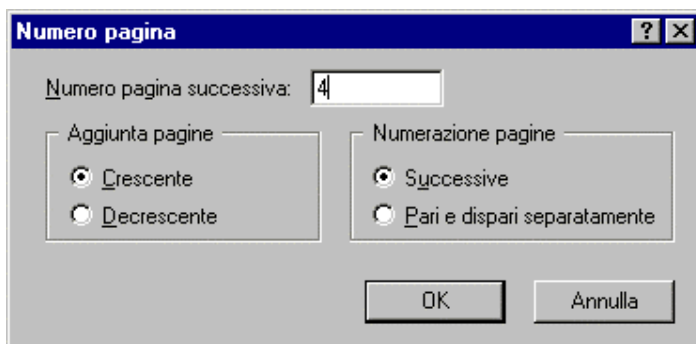 Numero pagina
Numero pagina successiva: 4
Aggiunta pagine
Crescente
Decrescente
Numerazione pagine
Successive
Pari e dispari separatamente
OK
Annulla